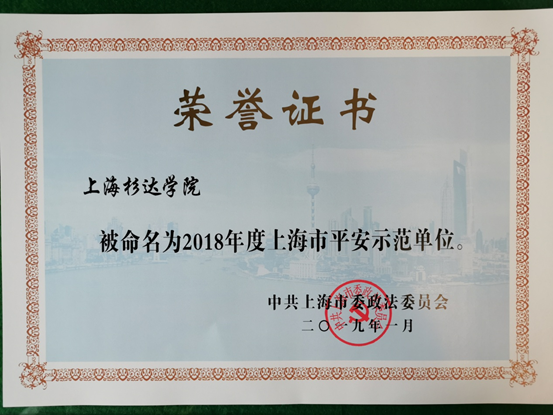 荣誉证书
上海杉达学院
被命名为2018年度上海市平安示范单位。
中共上海市委政法委员会
二〇一九年一月